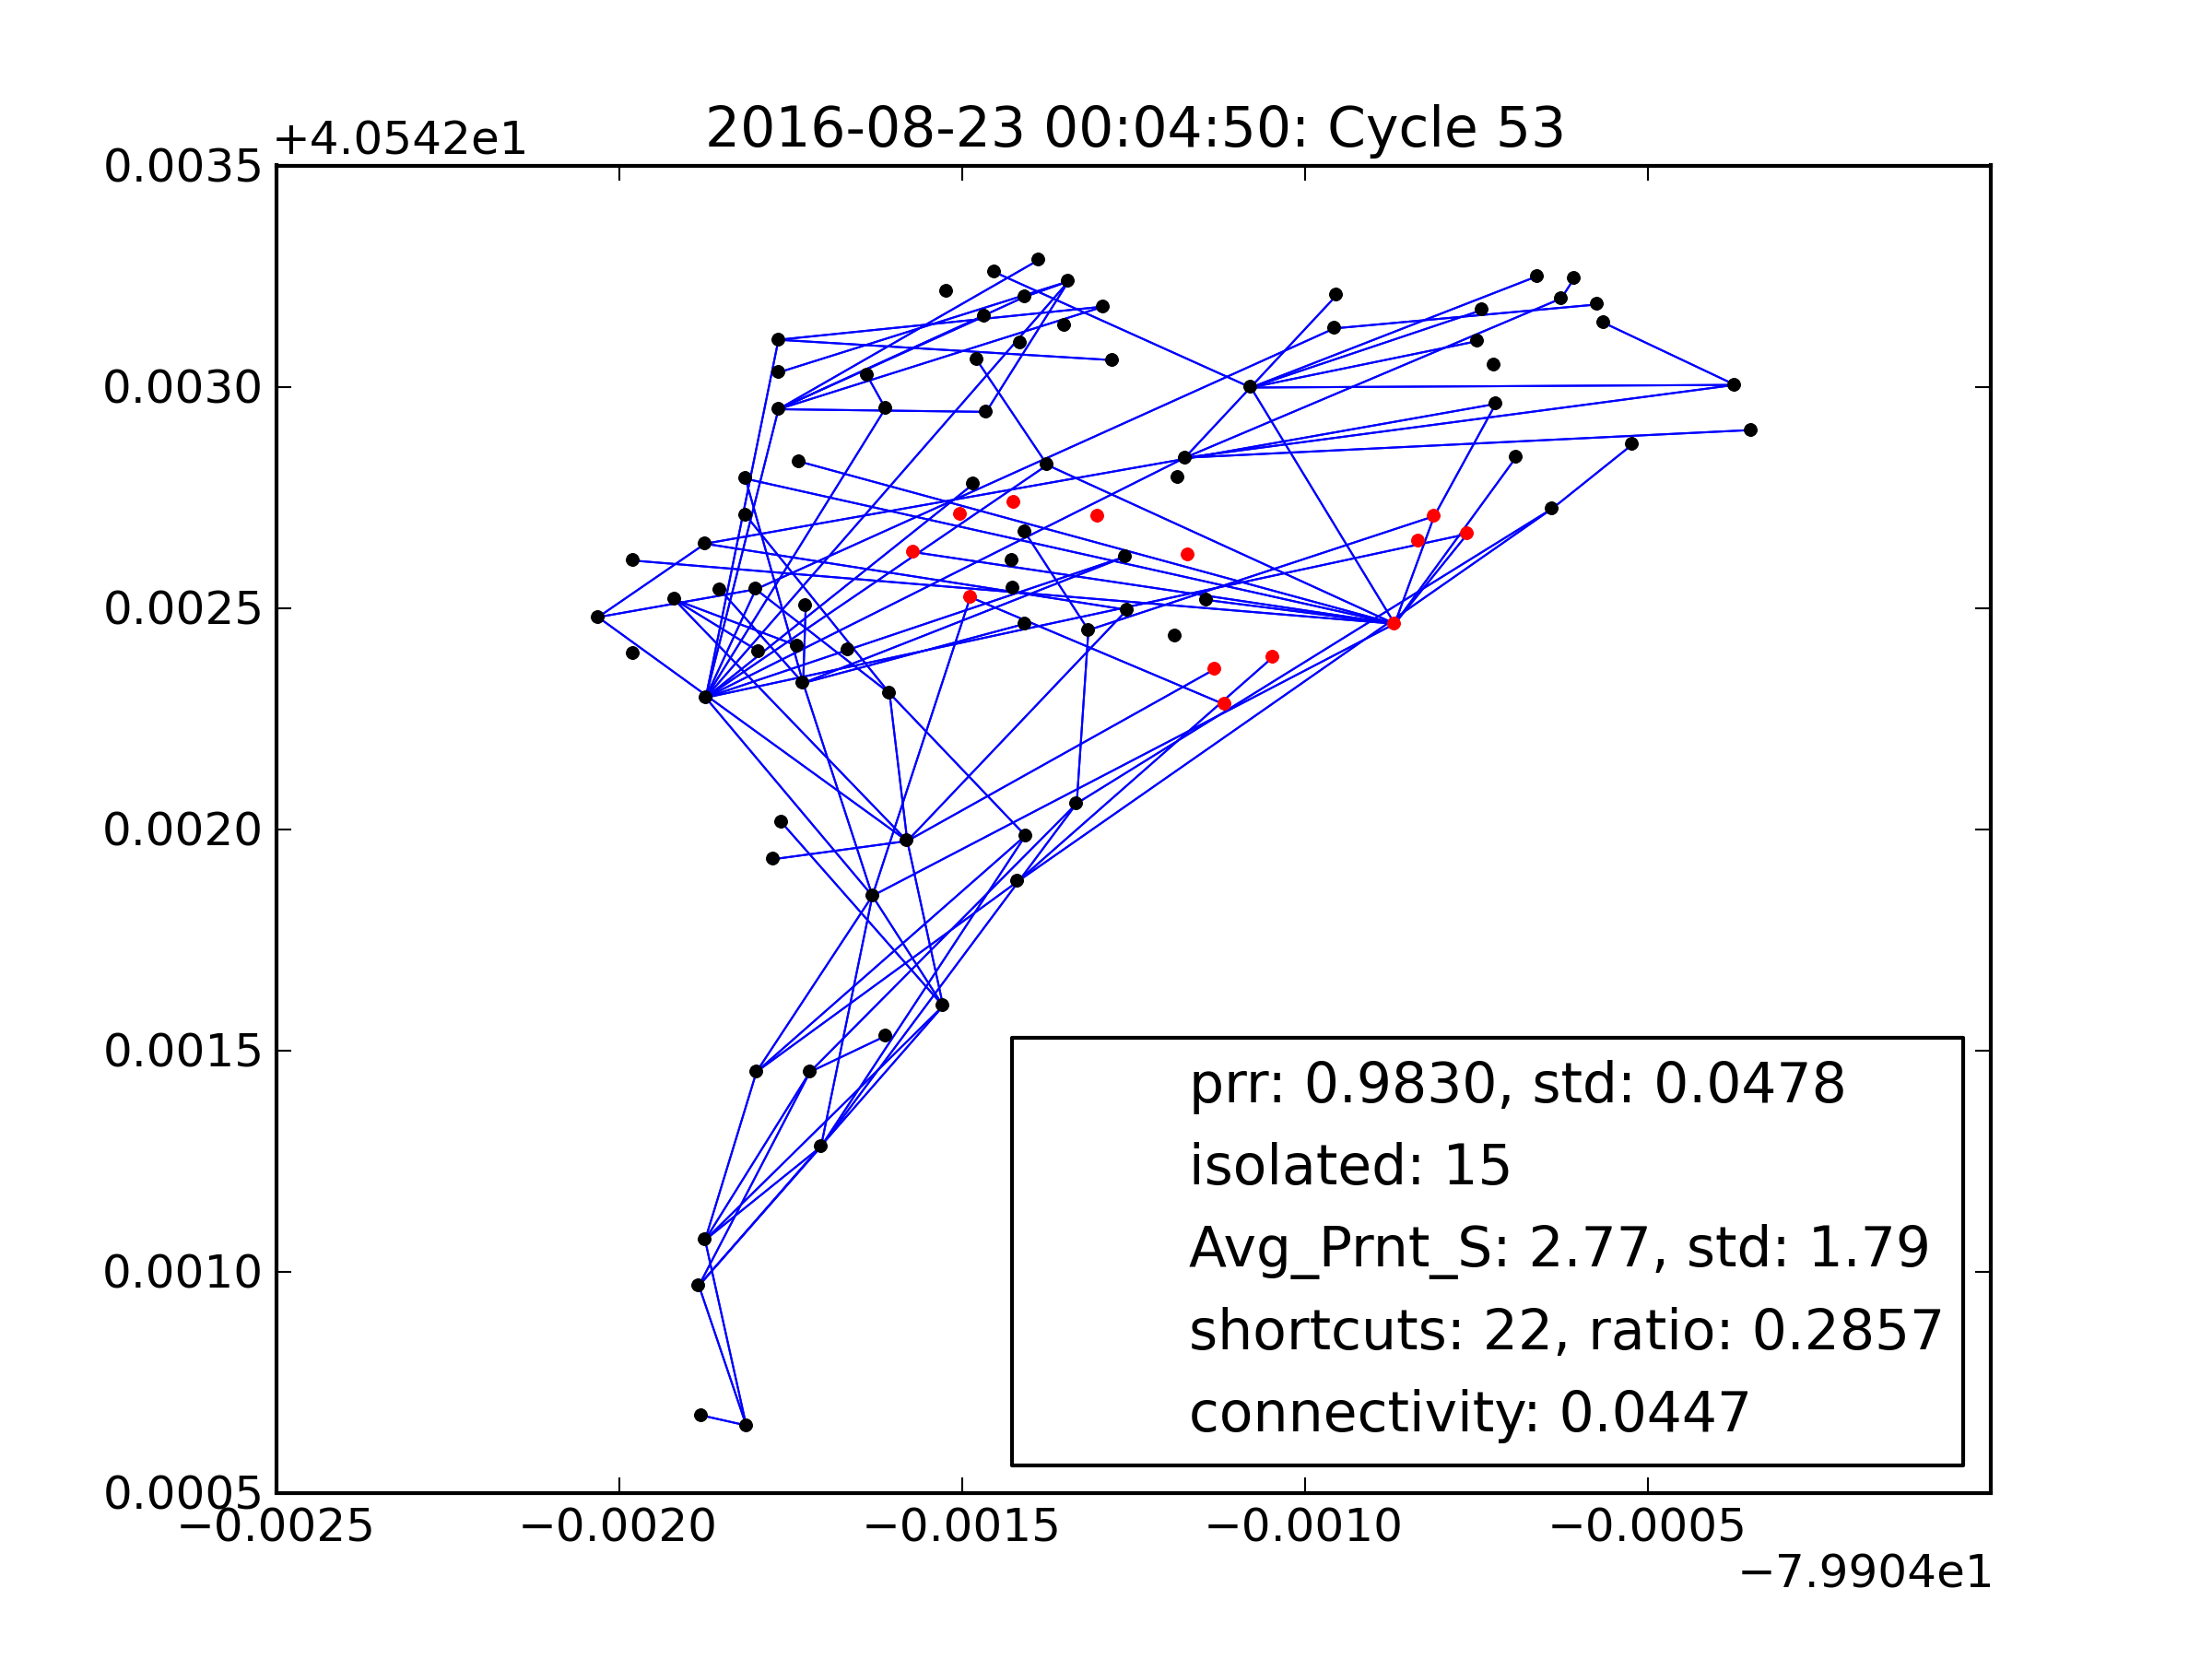 2016-08-23 00:04:50: Cycle 53
+4.0542e1
0.0035
0.0030
0.0025
0.0020
0.0015
0.0010
0.0005
prr: 0.9830, std: 0.0478
isolated: 15
Avg_Prnt_S: 2.77, std: 1.79
shortcuts: 22, ratio: 0.2857
connectivity: 0.0447
−0.0025 −0.0020 −0.0015 −0.0010 −0.0005
−7.9904e1